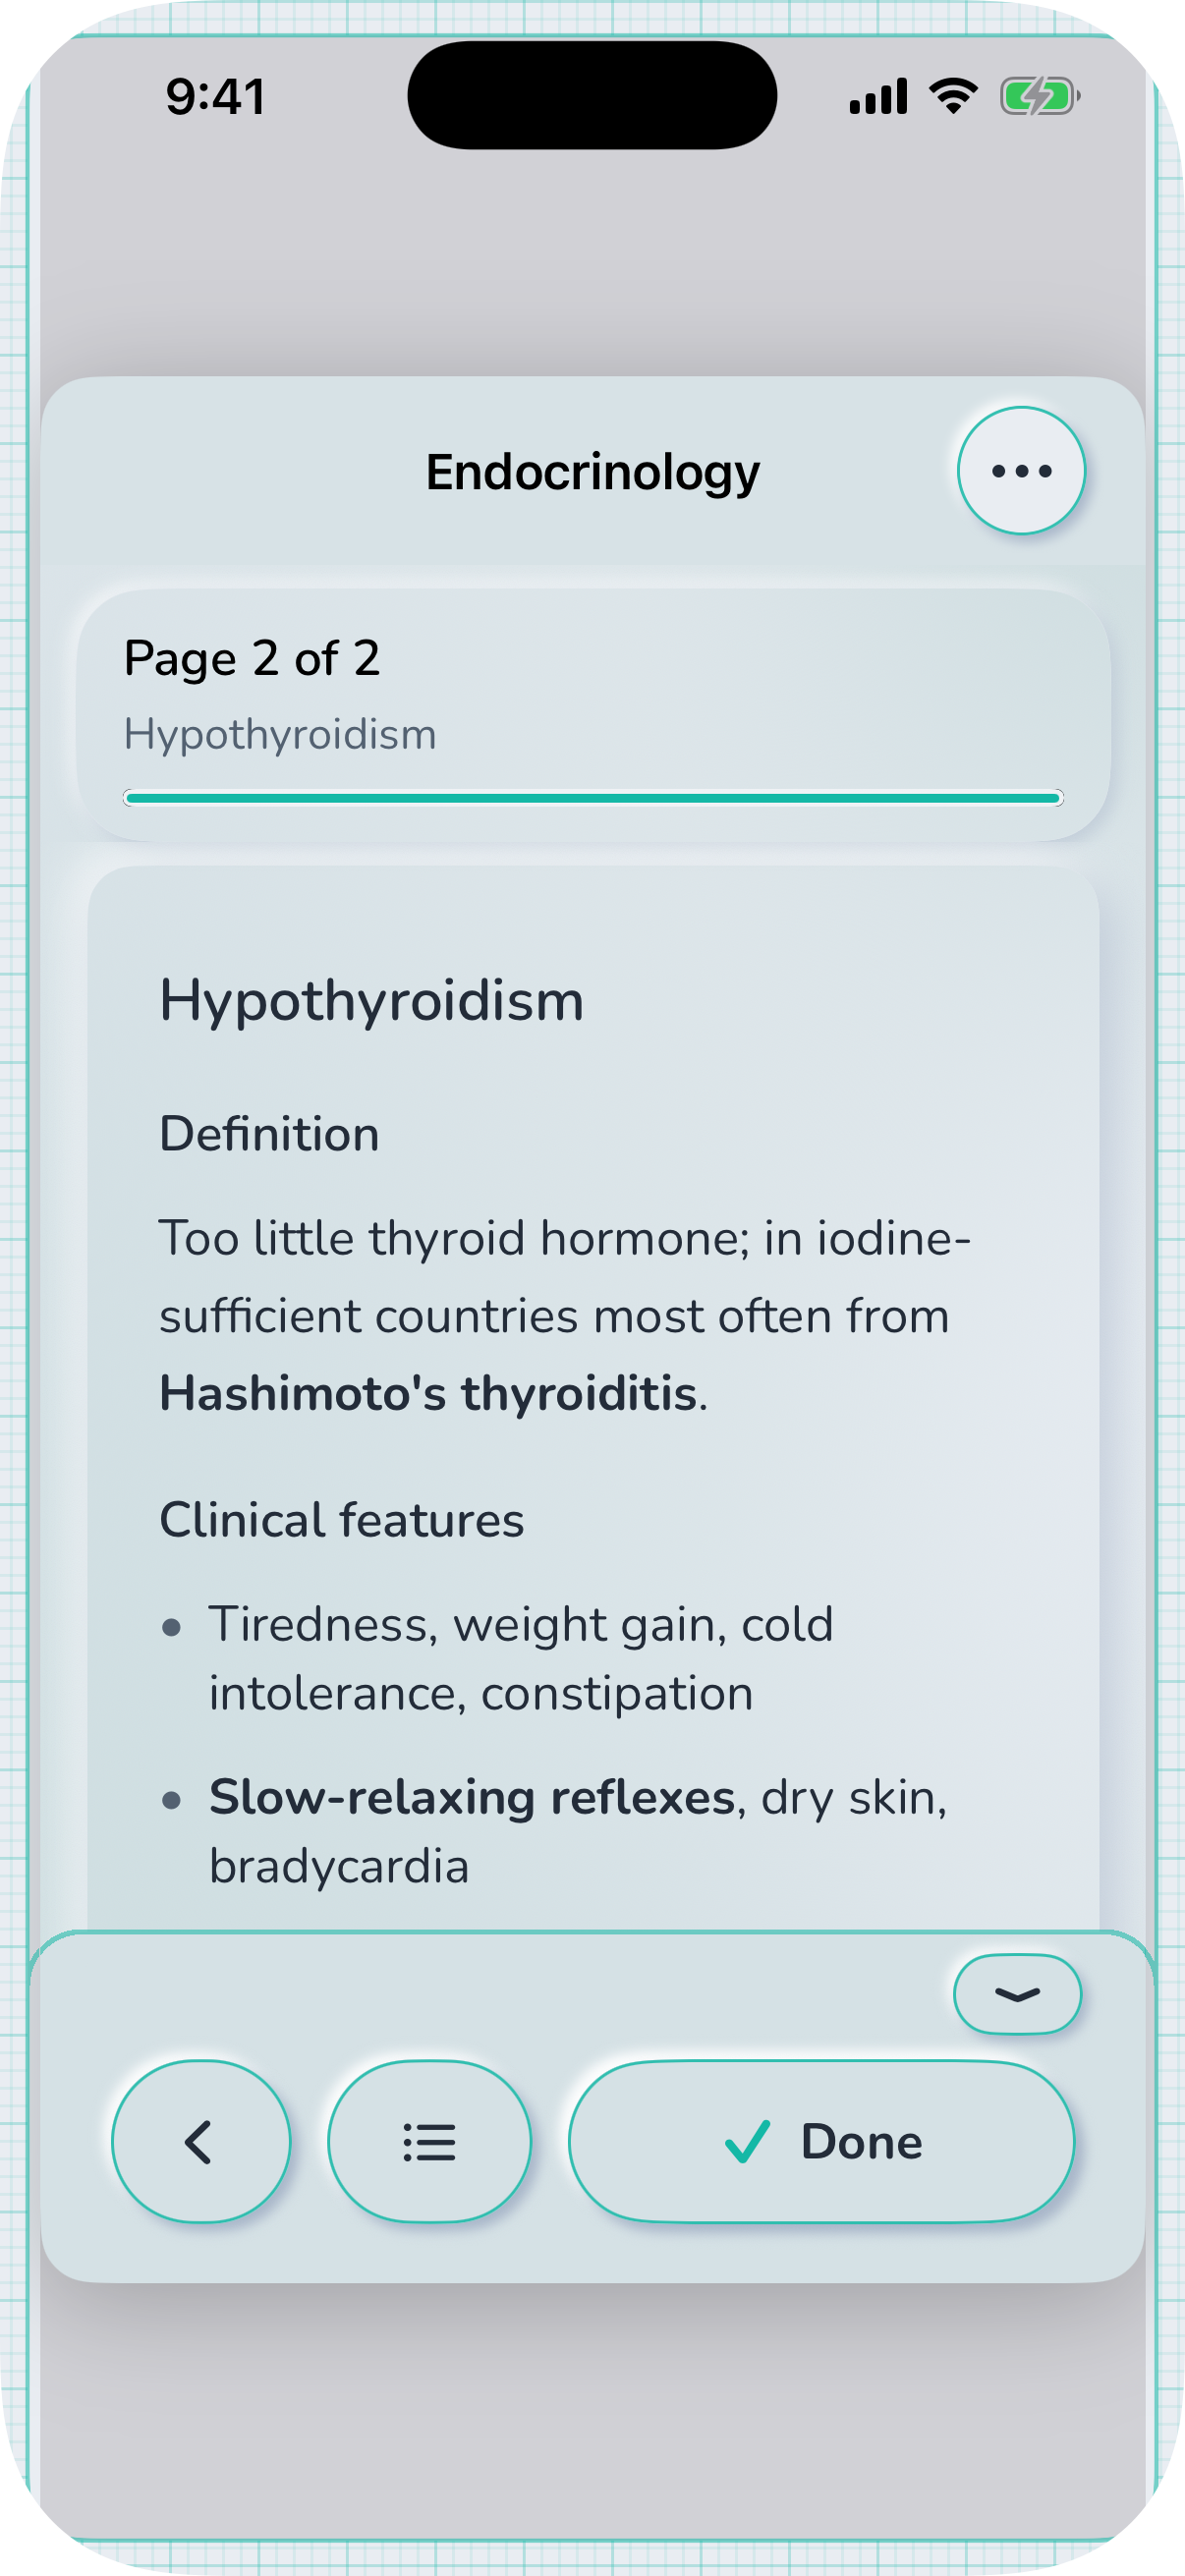 9:41
Endocrinology
Page 2 of 2
Hypothyroidism
Hypothyroidism
Definition
Too little thyroid hormone; in iodine-
sufficient countries most often from
Hashimoto's thyroiditis.
Clinical features
• Tiredness, weight gain, cold
intolerance, constipation
• Slow-relaxing reflexes, dry skin,
bradycardia
Done